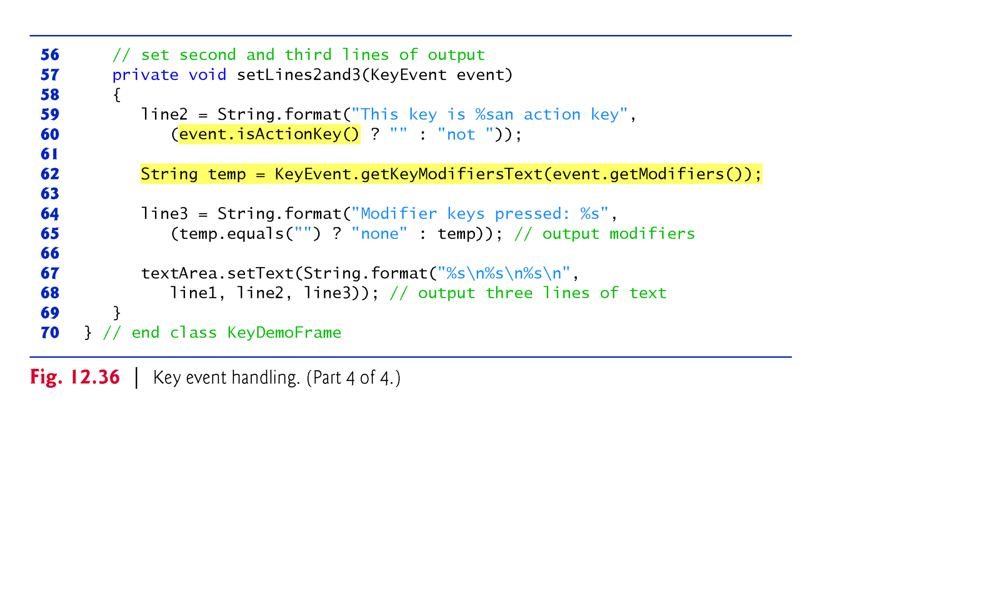 56 // set second and third lines of output
57 private void setLines2and3(KeyEvent event)
58 {
59 line2 = String.format("This key is %san action key",
60 (event.isActionKey() ? "" : "not "));
61
62 String temp = KeyEvent.getKeyModifiersText(event.getModifiers());
63
64 line3 = String.format("Modifier keys pressed: %s",
65 (temp.equals("") ? "none" : temp)); // output modifiers
66
67 textArea.setText(String.format("%s\n%s\n%s\n",
68 line1, line2, line3)); // output three lines of text
69 }
70 } // end class KeyDemoFrame
Fig. 12.36 | Key event handling. (Part 4 of 4.)